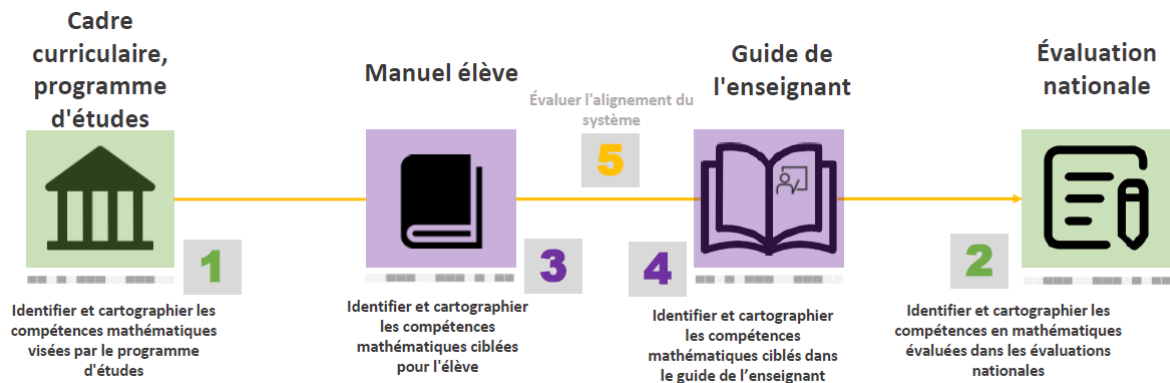 Cadre
curriculaire,
programme
d'études
1
Identifier et cartographier les
compétences mathématiques
visées par le programme
d'études
Manuel élève
3
Identifier et cartographier
les compétences
mathématiques ciblées
pour l'élève
Évaluer l'alignement du
système
5
Guide de
l'enseignant
4
Identifier et cartographier
les compétences
mathématiques ciblés dans
le guide de l’enseignant
Évaluation
nationale
2
Identifier et cartographier les
compétences en mathématiques
évaluées dans les évaluations
nationales